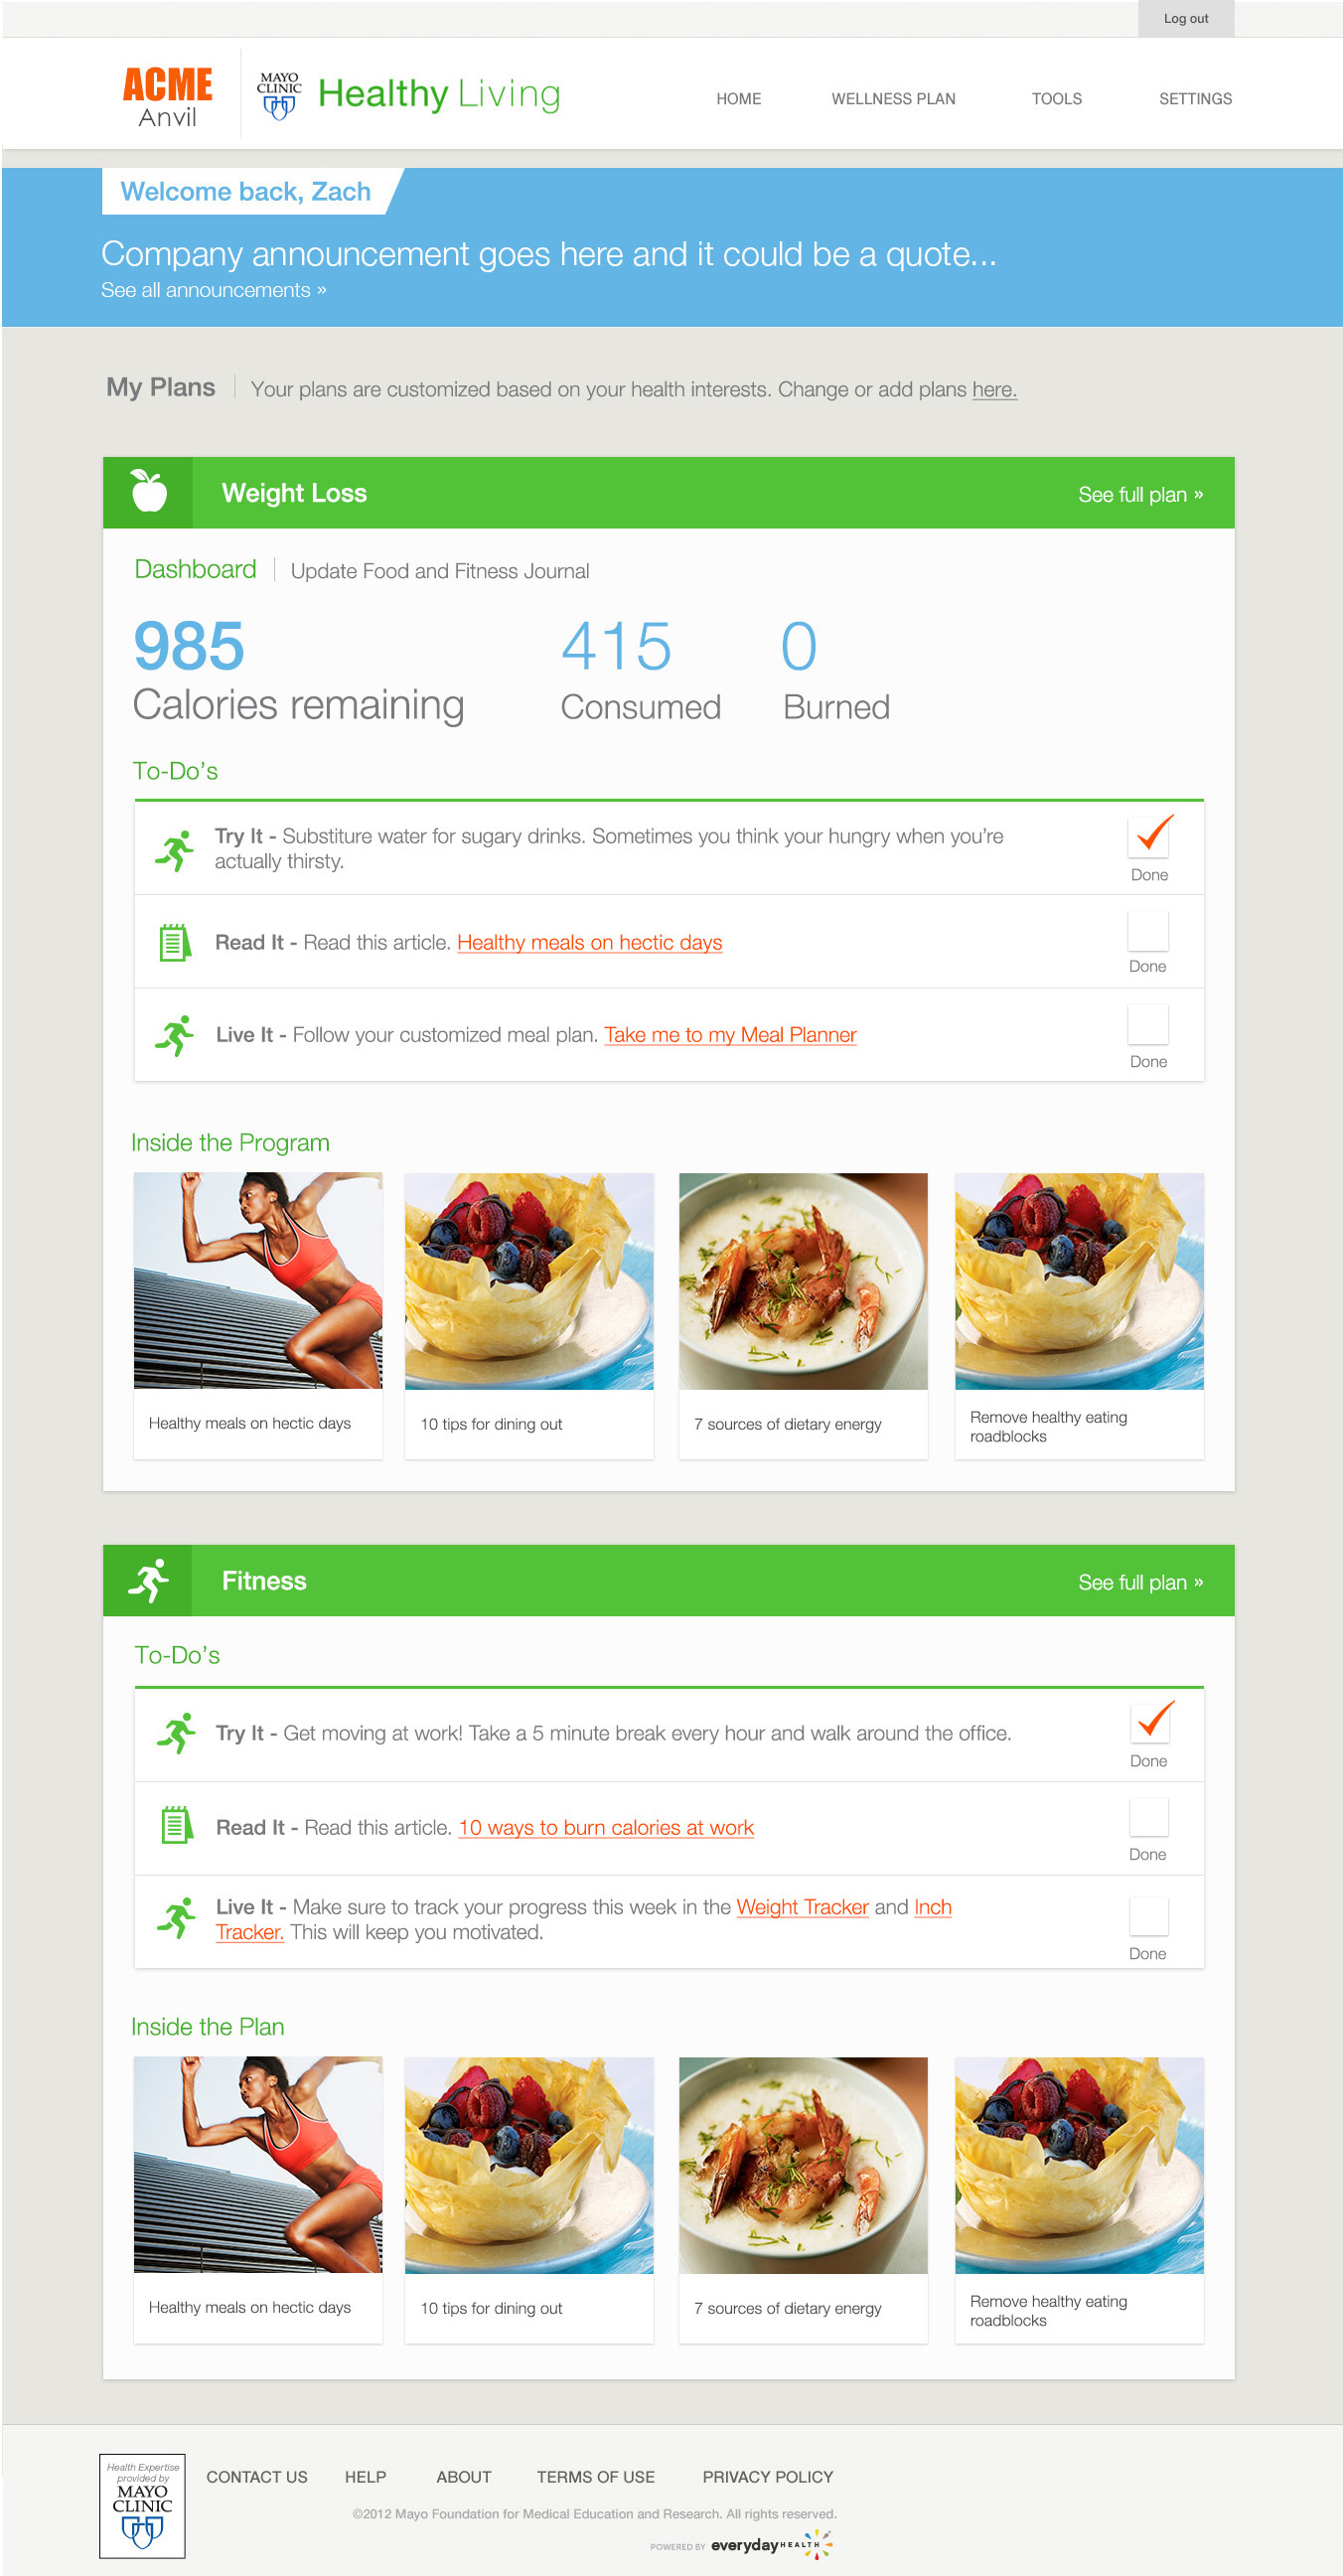 Log out
ACME
Anvil
MAYO
CLINIC
Healthy Living
HOME
WELLNESS PLAN
TOOLS
SETTINGS
Welcome back, Zach
Company announcement goes here and it could be a quote...
See all announcements »
My Plans
Your plans are customized based on your health interests. Change or add plans here.
Weight Loss
See full plan »
Dashboard
Update Food and Fitness Journal
985
Calories remaining
415
Consumed
0
Burned
To-Do’s
Try It - Substiture water for sugary drinks. Sometimes you think your hungry when you’re
actually thirsty.
Done
Read It - Read this article. Healthy meals on hectic days
Done
Live It - Follow your customized meal plan. Take me to my Meal Planner
Done
Inside the Program
Healthy meals on hectic days
10 tips for dining out
7 sources of dietary energy
Remove healthy eating
roadblocks
Fitness
See full plan »
To-Do’s
Try It - Get moving at work! Take a 5 minute break every hour and walk around the office.
Done
Read It - Read this article. 10 ways to burn calories at work
Done
Live It - Make sure to track your progress this week in the Weight Tracker and Inch
Tracker. This will keep you motivated.
Done
Inside the Plan
Healthy meals on hectic days
10 tips for dining out
7 sources of dietary energy
Remove healthy eating
roadblocks
Health Expertise
provided by
MAYO
CLINIC
CONTACT US
HELP
ABOUT
TERMS OF USE
PRIVACY POLICY
©2012 Mayo Foundation for Medical Education and Research. All rights reserved.
POWERED BY everydayHEALTH